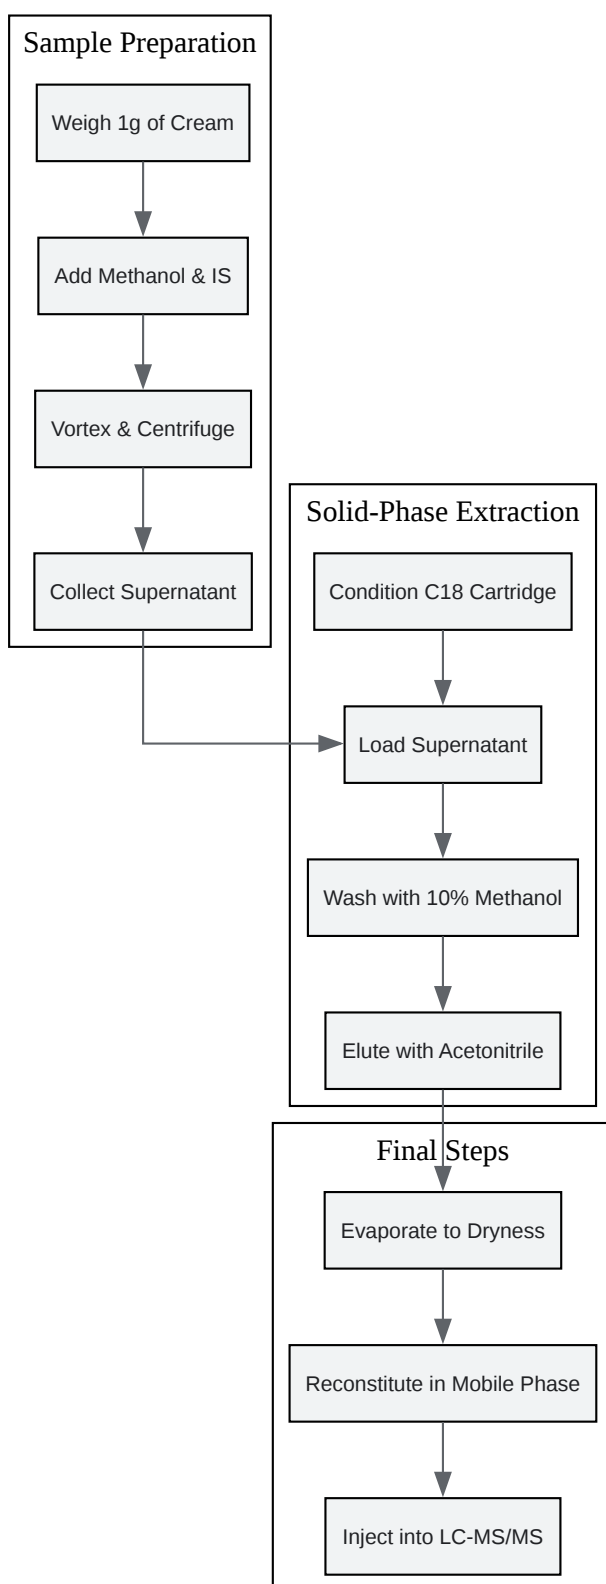 Sample Preparation
Weigh 1g of Cream
Add Methanol & IS
Vortex & Centrifuge
Collect Supernatant
Solid-Phase Extraction
Condition C18 Cartridge
Load Supernatant
Wash with 10% Methanol
Elute with Acetonitrile
Final Steps
Evaporate to Dryness
Reconstitute in Mobile Phase
Inject into LC-MS/MS